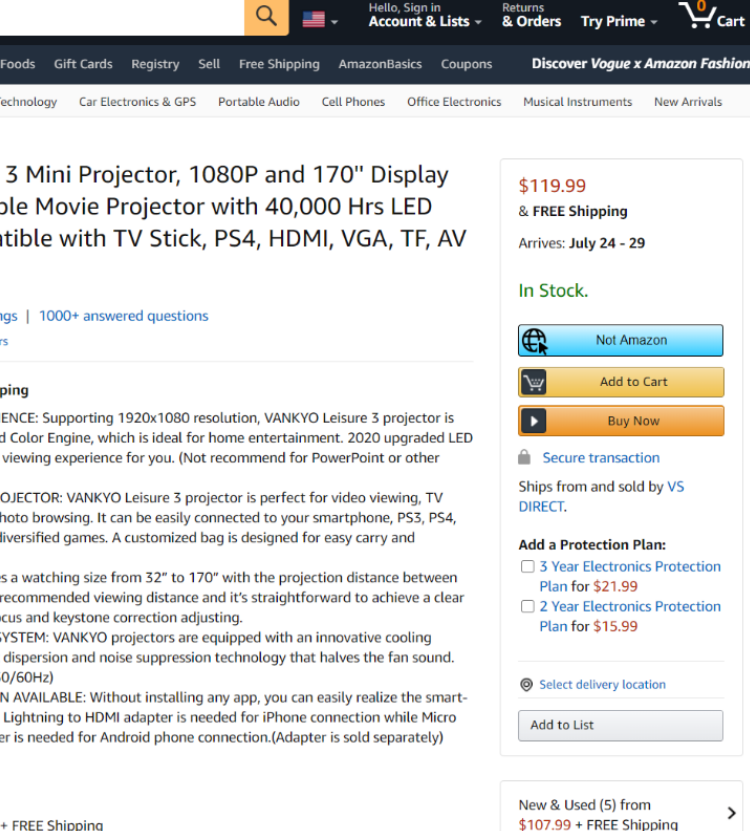 Hello, Sign in
Account & Lists
Returns
& Orders
Try Prime
0
Cart
Foods
Gift Cards
Registry
Sell
Free Shipping
AmazonBasics
Coupons
Discover Vogue x Amazon Fashion
echnology
Car Electronics & GPS
Portable Audio
Cell Phones
Office Electronics
Musical Instruments
New Arrivals
3 Mini Projector, 1080P and 170'' Display
ble Movie Projector with 40,000 Hrs LED
atible with TV Stick, PS4, HDMI, VGA, TF, AV
ngs | 1000+ answered questions
rs
pping
IENCE: Supporting 1920x1080 resolution, VANKYO Leisure 3 projector is
d Color Engine, which is ideal for home entertainment. 2020 upgraded LED
viewing experience for you. (Not recommend for PowerPoint or other
OJECTOR: VANKYO Leisure 3 projector is perfect for video viewing, TV
hoto browsing. It can be easily connected to your smartphone, PS3, PS4,
diversified games. A customized bag is designed for easy carry and
s a watching size from 32” to 170” with the projection distance between
recommended viewing distance and it’s straightforward to achieve a clear
cus and keystone correction adjusting.
SYSTEM: VANKYO projectors are equipped with an innovative cooling
dispersion and noise suppression technology that halves the fan sound.
0/60Hz)
N AVAILABLE: Without installing any app, you can easily realize the smart-
Lightning to HDMI adapter is needed for iPhone connection while Micro
er is needed for Android phone connection.(Adapter is sold separately)
+ FREE Shipping
$119.99
& FREE Shipping
Arrives: July 24 - 29
In Stock.
Not Amazon
Add to Cart
Buy Now
Secure transaction
Ships from and sold by VS
DIRECT.
Add a Protection Plan:
3 Year Electronics Protection
Plan for $21.99
2 Year Electronics Protection
Plan for $15.99
Select delivery location
Add to List
New & Used (5) from
$107.99 + FREE Shipping